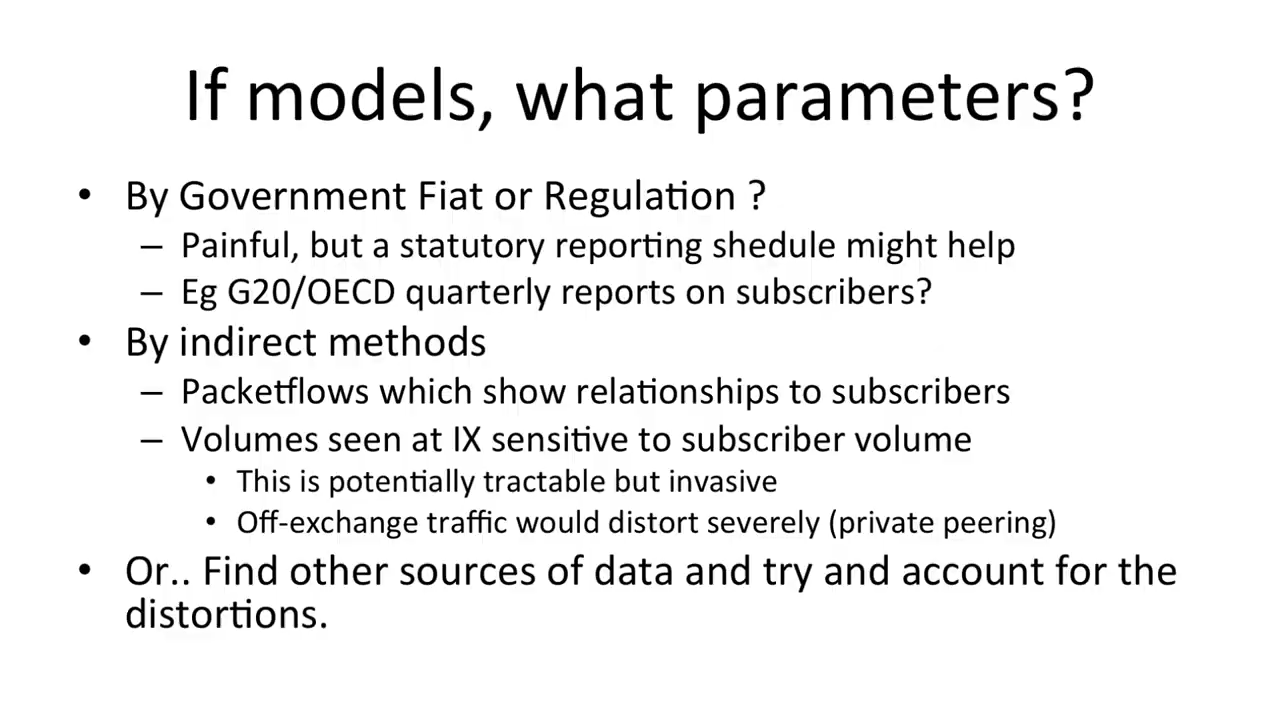 If models, what parameters?
• By Government Fiat or Regulation ?
– Painful, but a statutory reporting shedule might help
– Eg G20/OECD quarterly reports on subscribers?
• By indirect methods
– Packetflows which show relationships to subscribers
– Volumes seen at IX sensitive to subscriber volume
• This is potentially tractable but invasive
• Off-exchange traffic would distort severely (private peering)
• Or.. Find other sources of data and try and account for the
distortions.